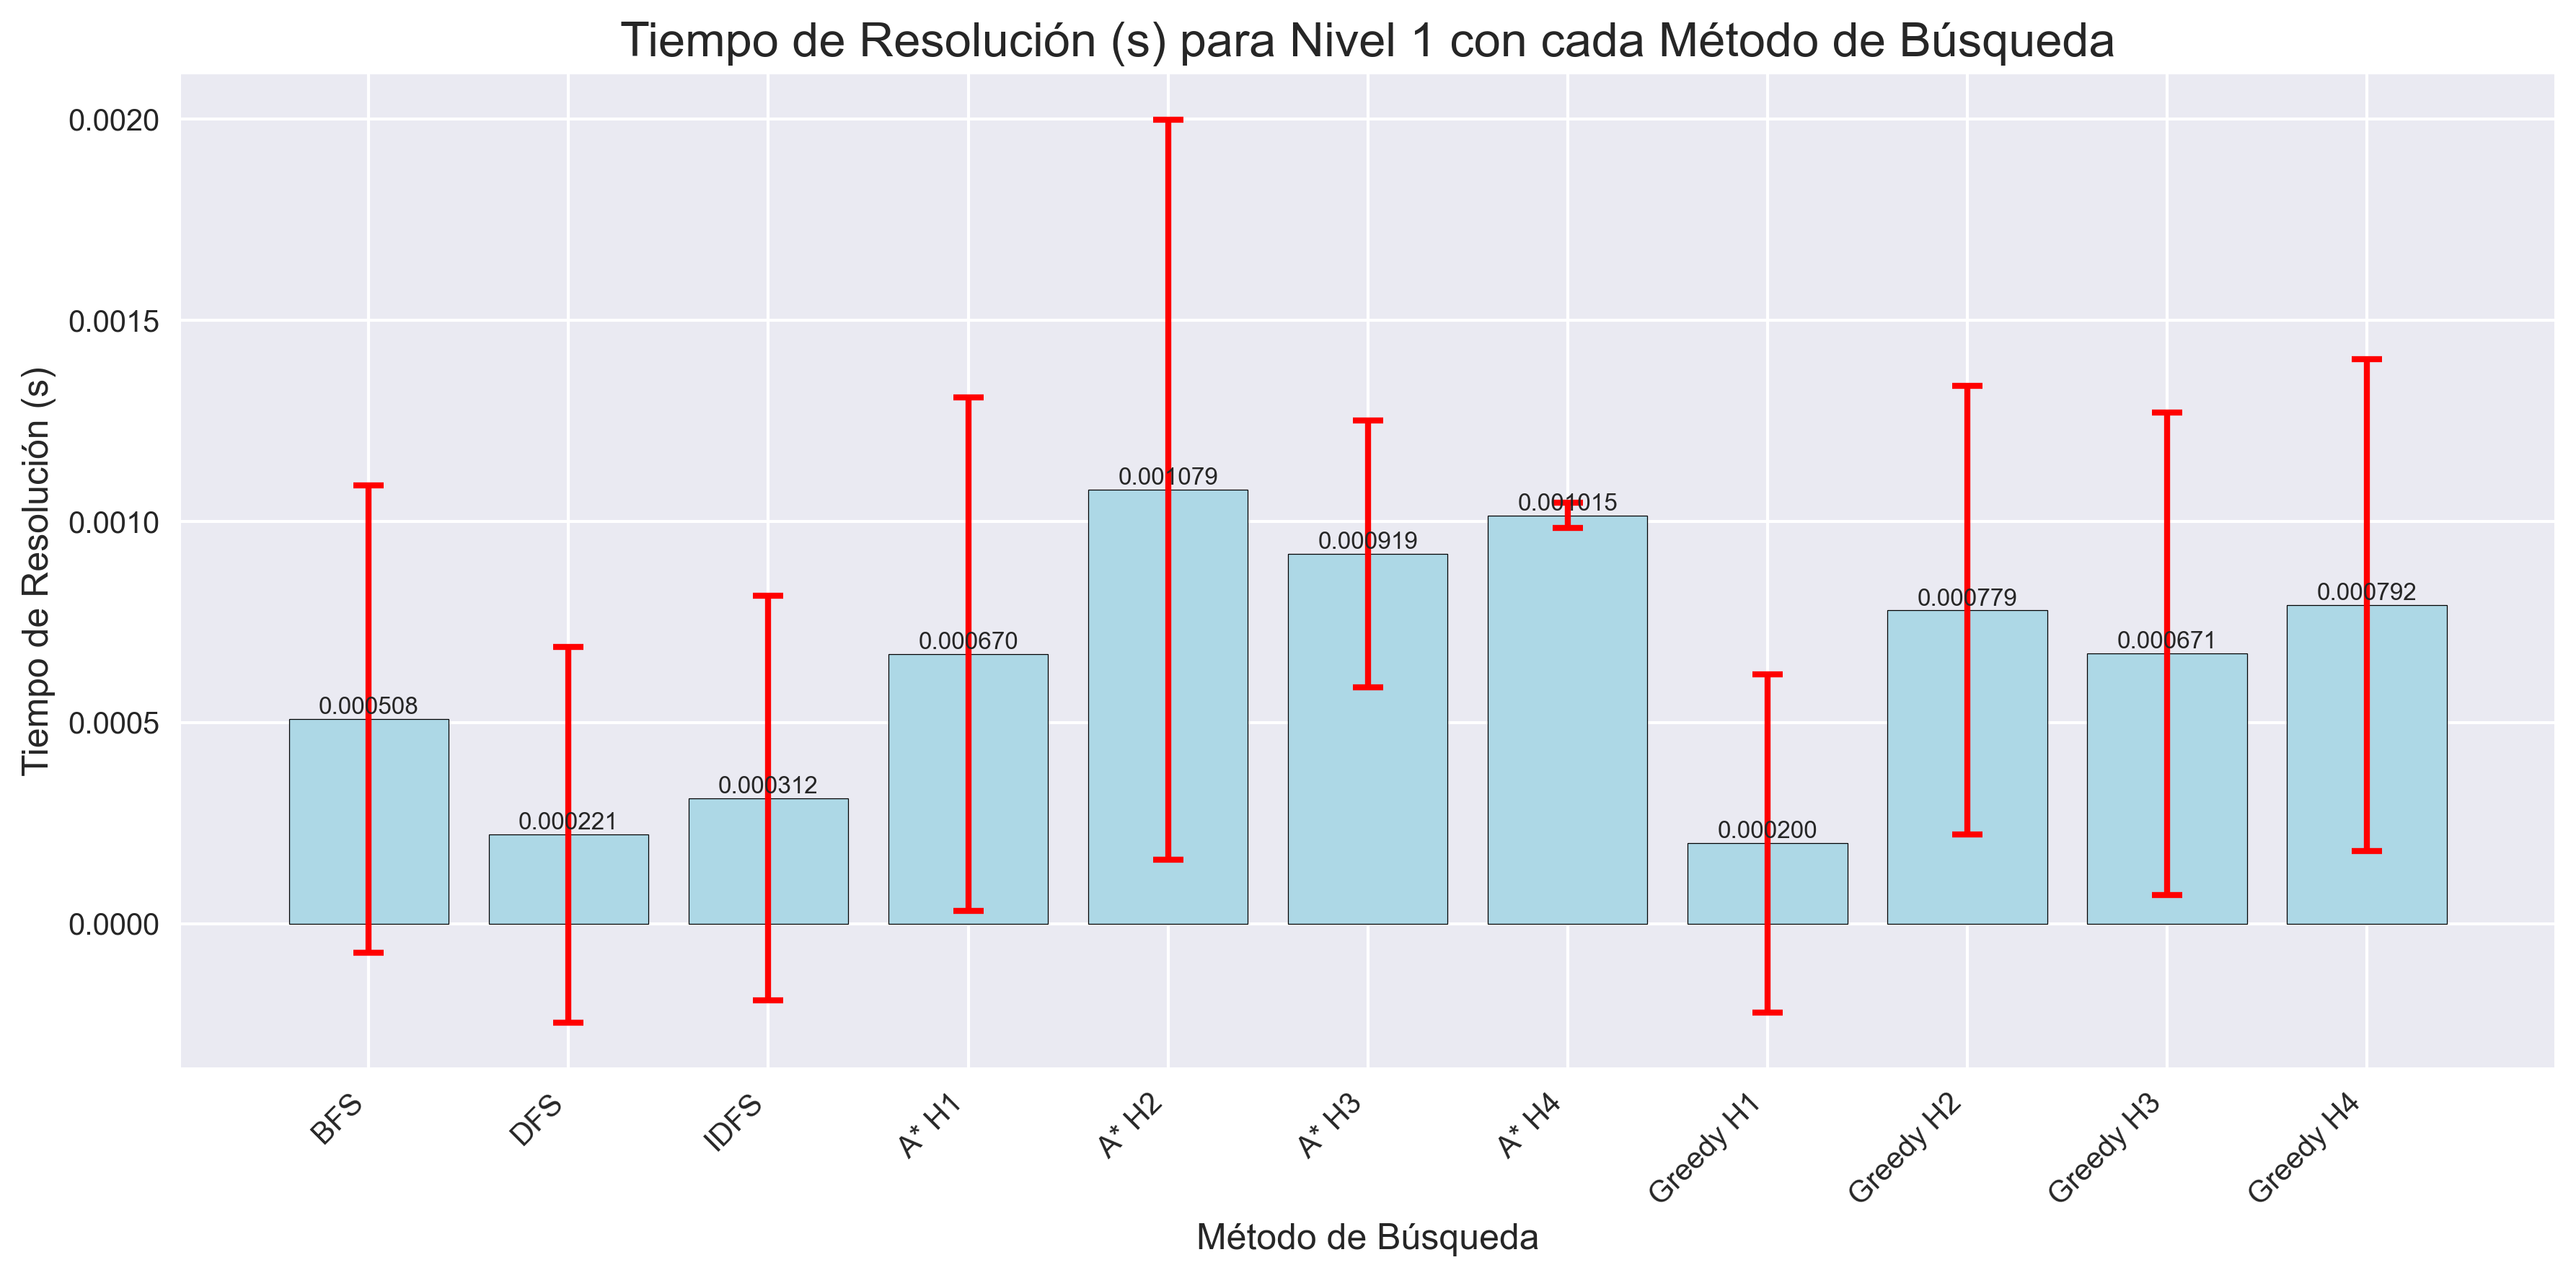 Tiempo de Resolución (s) para Nivel 1 con cada Método de Búsqueda
Tiempo de Resolución (s)
0.0020
0.0015
0.0010
0.0005
0.0000
0.000508
0.000221
0.000312
0.000670
0.001079
0.000919
0.001015
0.000200
0.000779
0.000671
0.000792
BFS
DFS
IDFS
A* H1
A* H2
A* H3
A* H4
Greedy H1
Greedy H2
Greedy H3
Greedy H4
Método de Búsqueda